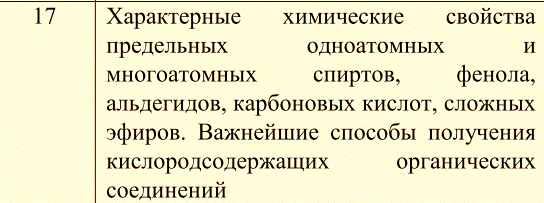 17
Характерные химические свойства
предельных одноатомных и
многоатомных спиртов, фенола,
альдегидов, карбоновых кислот, сложных
эфиров. Важнейшие способы получения
кислородсодержащих органических
соединений